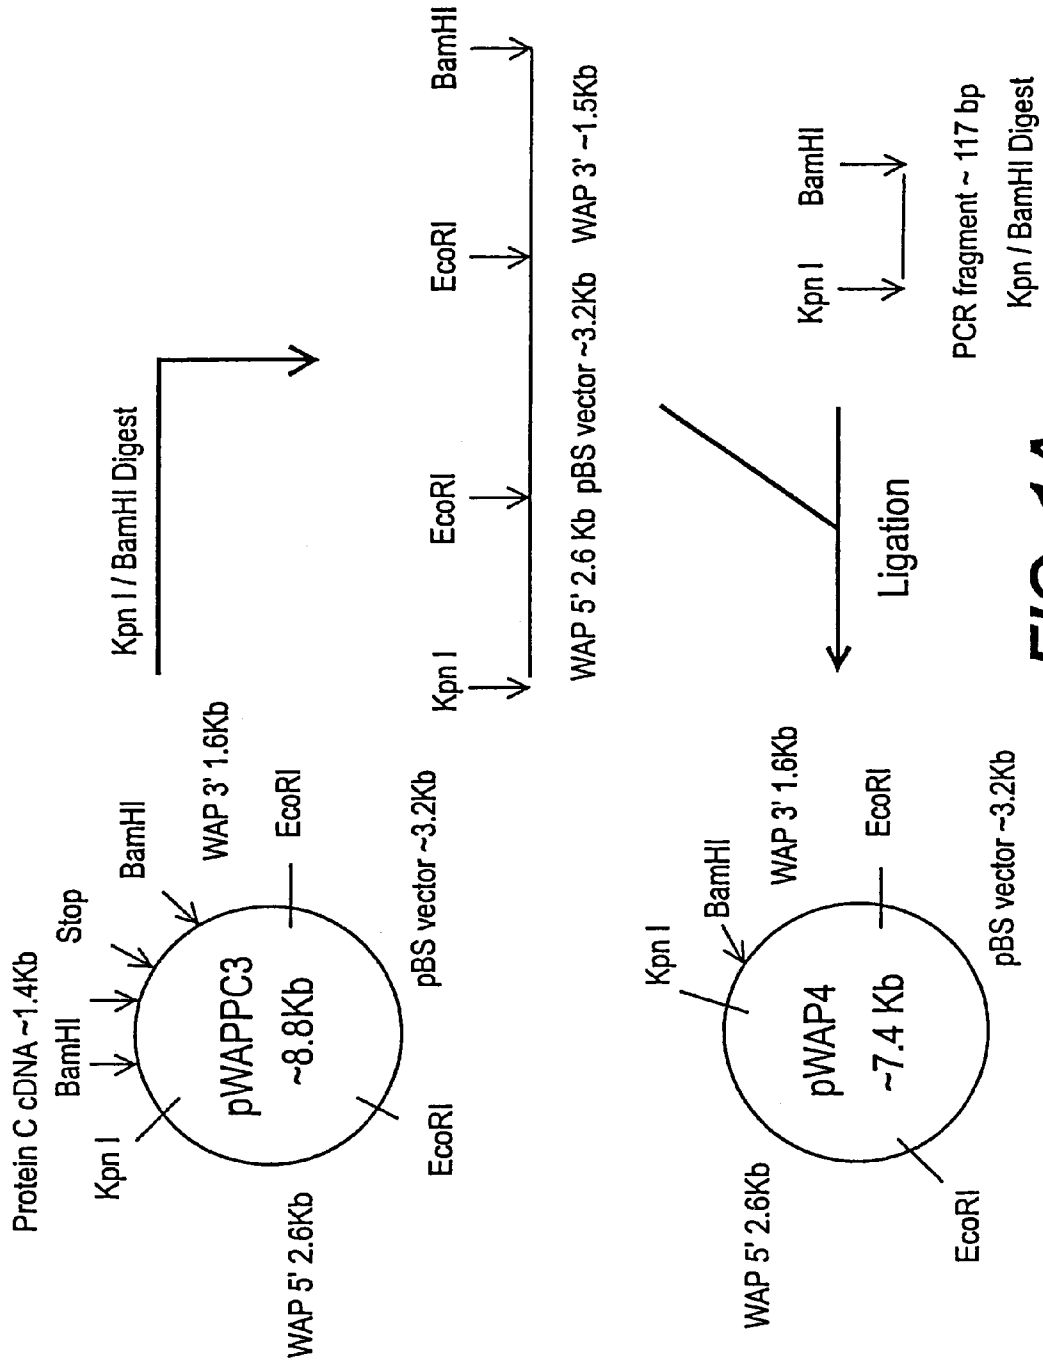 Protein C cDNA ~1.4Kb
BamHI
Stop
BamHI
Kpn I
WAP 3' 1.6Kb
pWAPPC3
~8.8Kb
EcoRI
WAP 5' 2.6Kb
EcoRI
pBS vector ~3.2Kb
Kpn I / BamHI Digest
Kpn I
EcoRI
EcoRI
BamHI
WAP 5' 2.6 Kb pBS vector ~3.2Kb WAP 3' ~1.5Kb
Kpn I
BamHI
PCR fragment ~ 117 bp
Kpn / BamHI Digest
Ligation
Kpn I
BamHI
WAP 5' 2.6Kb
WAP 3' 1.6Kb
pWAP4
~7.4 Kb
EcoRI
EcoRI
pBS vector ~3.2Kb
FIG. 1A